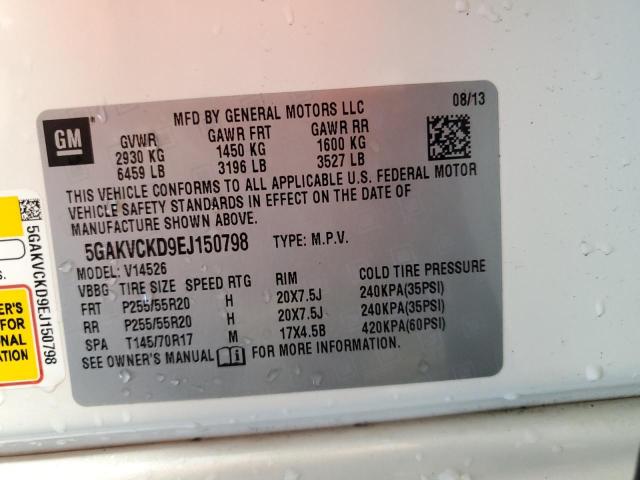 MFD BY GENERAL MOTORS LLC
08/13
GM
GVWR GAWR FRT GAWR RR
2930 KG 1450 KG 1600 KG
6459 LB 3196 LB 3527 LB
THIS VEHICLE CONFORMS TO ALL APPLICABLE U.S. FEDERAL MOTOR
VEHICLE SAFETY STANDARDS IN EFFECT ON THE DATE OF
MANUFACTURE SHOWN ABOVE.
5GAKVCKD9EJ150798 TYPE: M.P.V.
MODEL: V14526
VBBG TIRE SIZE SPEED RTG RIM COLD TIRE PRESSURE
FRT P255/55R20 H 20X7.5J 240KPA(35PSI)
RR P255/55R20 H 20X7.5J 240KPA(35PSI)
SPA T145/70R17 M 17X4.5B 420KPA(60PSI)
SEE OWNER'S MANUAL i FOR MORE INFORMATION.
5GAKVCKD9EJ150798
ER'S
FOR
NAL